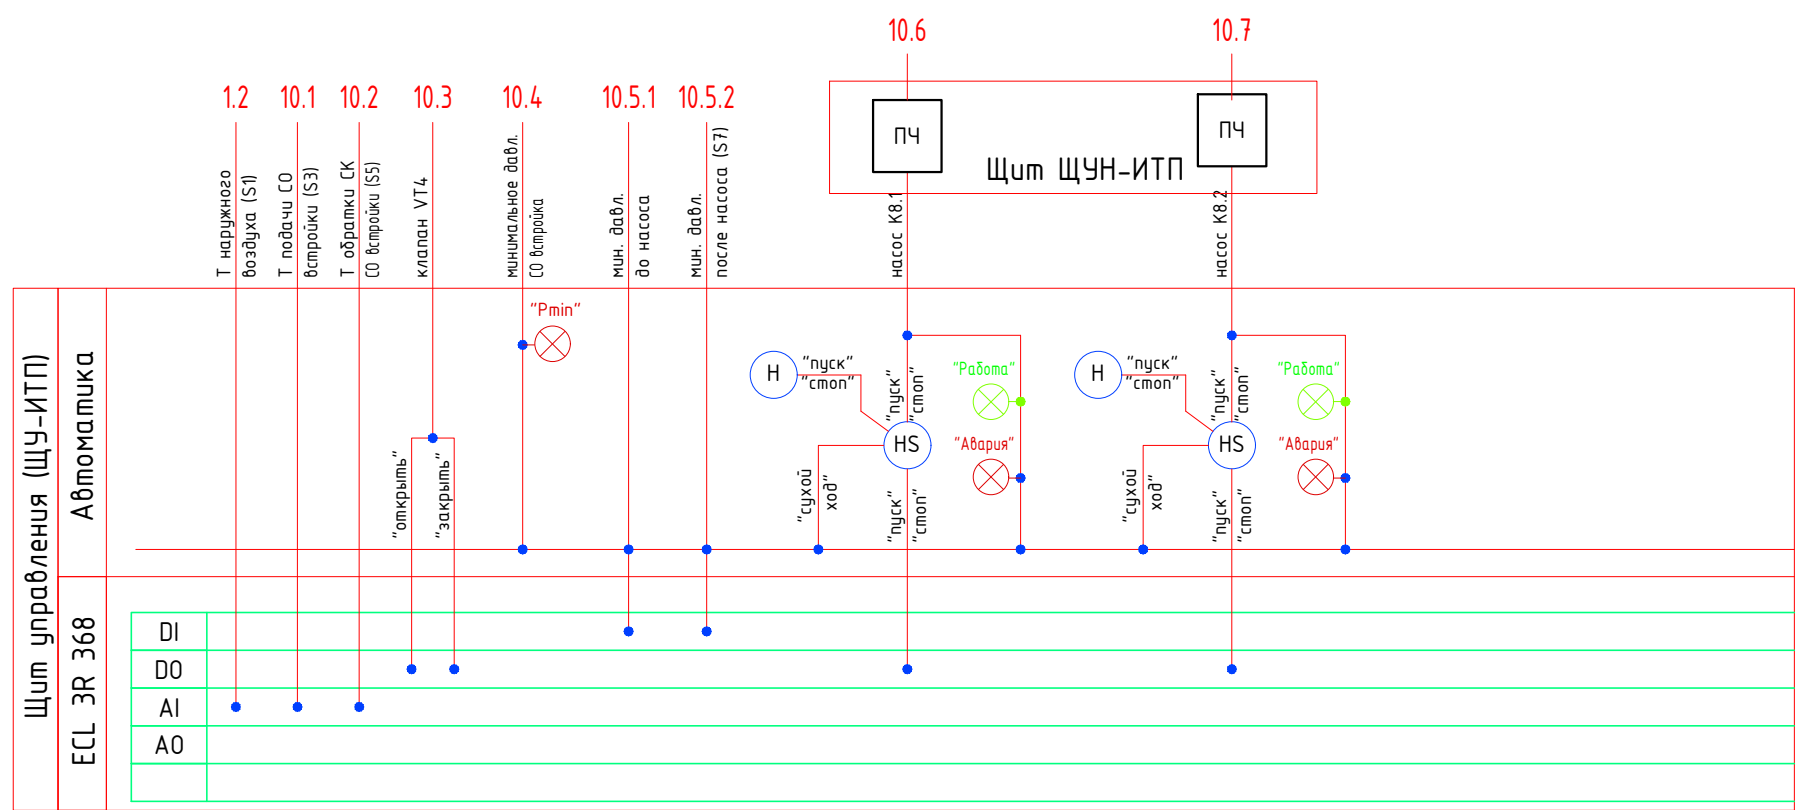 10.6
10.7
1.2
10.1
10.2
10.3
10.4
10.5.1
10.5.2
ПЧ
ПЧ
Щит ЩУН-ИТП
Т наружного
воздуха (S1)
Т подачи СО
встройки (S3)
Т обратки СК
СО встройки (S5)
клапан VT4
минимальное давл.
СО встройка
мин. давл.
до насоса
мин. давл.
после насоса (S7)
насос К8.1
насос К8.2
Щит управления (ЩУ-ИТП)
Автоматика
"Pmin"
"открыть"
"закрыть"
H
"пуск"
"стоп"
"пуск"
"стоп"
HS
"сухой
ход"
"пуск"
"стоп"
"Работа"
"Авария"
H
"пуск"
"стоп"
"пуск"
"стоп"
HS
"сухой
ход"
"пуск"
"стоп"
"Работа"
"Авария"
ECL 3R 368
DI
DO
AI
AO